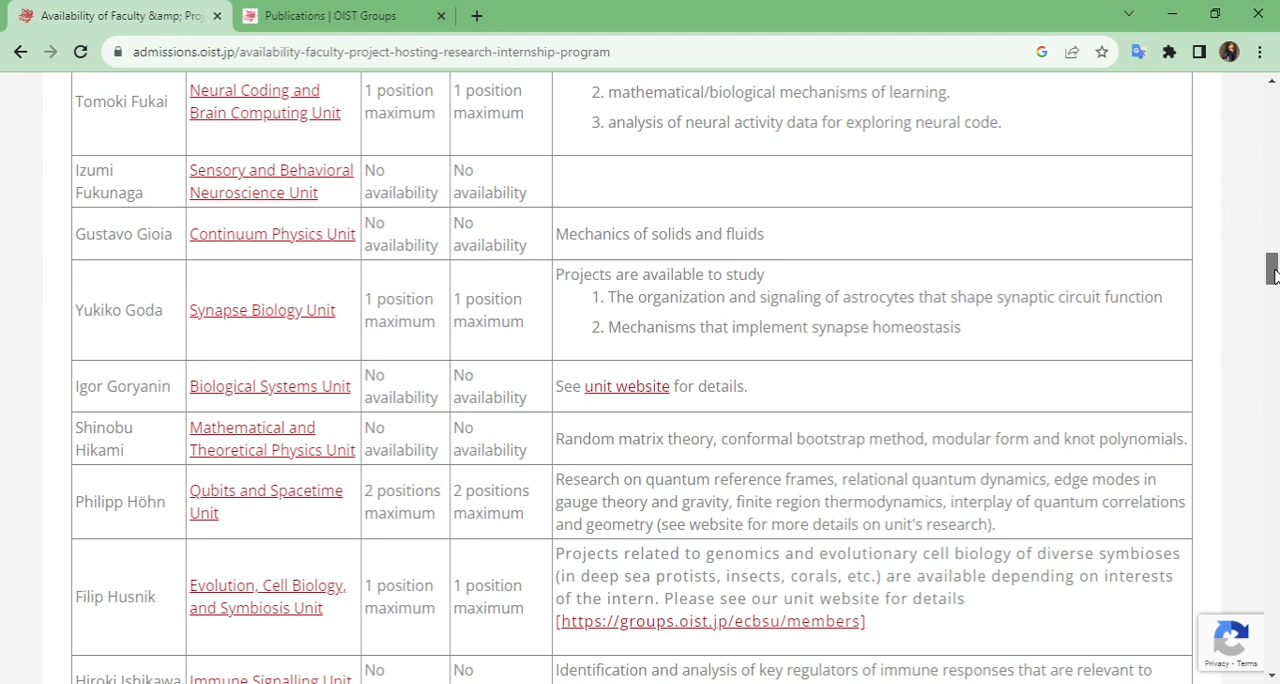 Availability of Faculty &amp; Proj
Publications | OIST Groups
admissions.oist.jp/availability-faculty-project-hosting-research-internship-program
Tomoki Fukai
Neural Coding and
Brain Computing Unit
1 position
maximum
1 position
maximum
2. mathematical/biological mechanisms of learning.
3. analysis of neural activity data for exploring neural code.
Izumi
Fukunaga
Sensory and Behavioral
Neuroscience Unit
No
availability
No
availability
Gustavo Gioia
Continuum Physics Unit
No
availability
No
availability
Mechanics of solids and fluids
Yukiko Goda
Synapse Biology Unit
1 position
maximum
1 position
maximum
Projects are available to study
1. The organization and signaling of astrocytes that shape synaptic circuit function
2. Mechanisms that implement synapse homeostasis
Igor Goryanin
Biological Systems Unit
No
availability
No
availability
See unit website for details.
Shinobu
Hikami
Mathematical and
Theoretical Physics Unit
No
availability
No
availability
Random matrix theory, conformal bootstrap method, modular form and knot polynomials.
Philipp Höhn
Qubits and Spacetime
Unit
2 positions
maximum
2 positions
maximum
Research on quantum reference frames, relational quantum dynamics, edge modes in
gauge theory and gravity, finite region thermodynamics, interplay of quantum correlations
and geometry (see website for more details on unit's research).
Filip Husnik
Evolution, Cell Biology,
and Symbiosis Unit
1 position
maximum
1 position
maximum
Projects related to genomics and evolutionary cell biology of diverse symbioses
(in deep sea protists, insects, corals, etc.) are available depending on interests
of the intern. Please see our unit website for details
[https://groups.oist.jp/ecbsu/members]
Hiroki Ishikawa
Immune Signalling Unit
No
No
Identification and analysis of key regulators of immune responses that are relevant to
Privacy - Terms